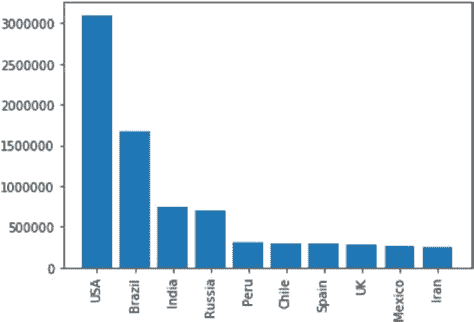 3000000
2500000
2000000
1500000
1000000
500000
0
USA
Brazil
India
Russia
Peru
Chile
Spain
UK
Mexico
Iran